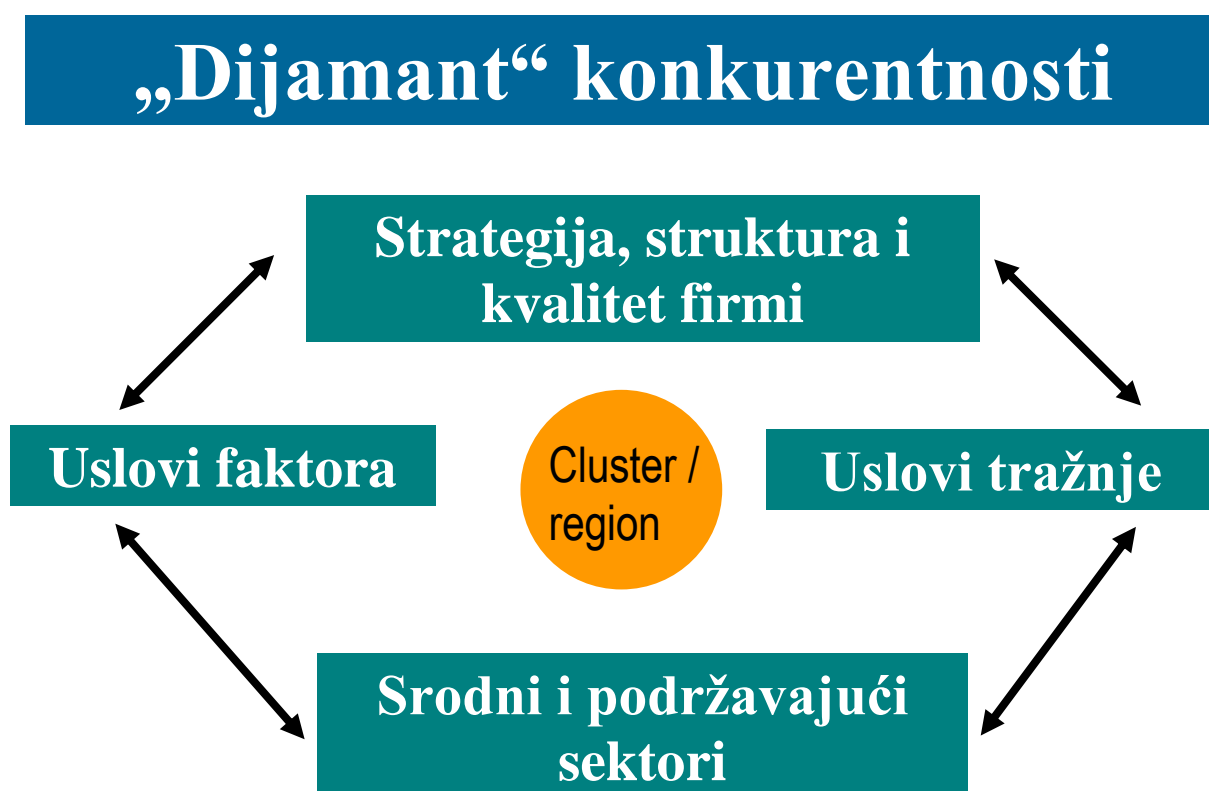 „Dijamant“ konkurentnosti
Strategija, struktura i
kvalitet firmi
Uslovi faktora
Cluster /
region
Uslovi tražnje
Srodni i podržavajući
sektori